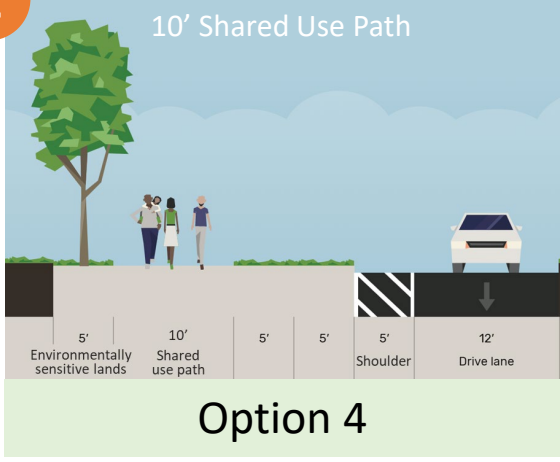 10’ Shared Use Path
5’ 10’ 5’ 5’ 5’ 12’
Environmentally sensitive lands
Shared use path
Shoulder
Drive lane
Option 4